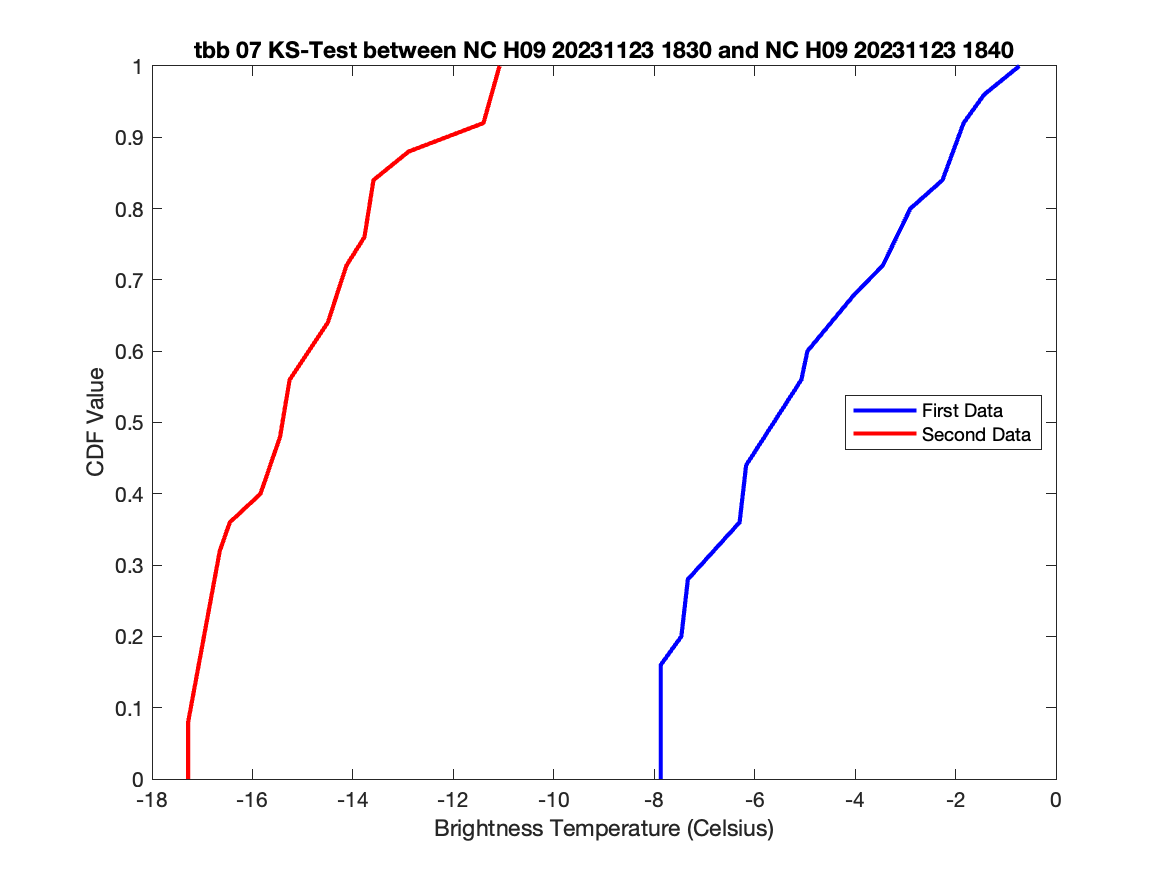 tbb 07 KS-Test between NC H09 20231123 1830 and NC H09 20231123 1840
1
0.9
0.8
0.7
0.6
0.5
0.4
0.3
0.2
0.1
0
CDF Value
First Data
Second Data
-18 -16 -14 -12 -10 -8 -6 -4 -2 0
Brightness Temperature (Celsius)